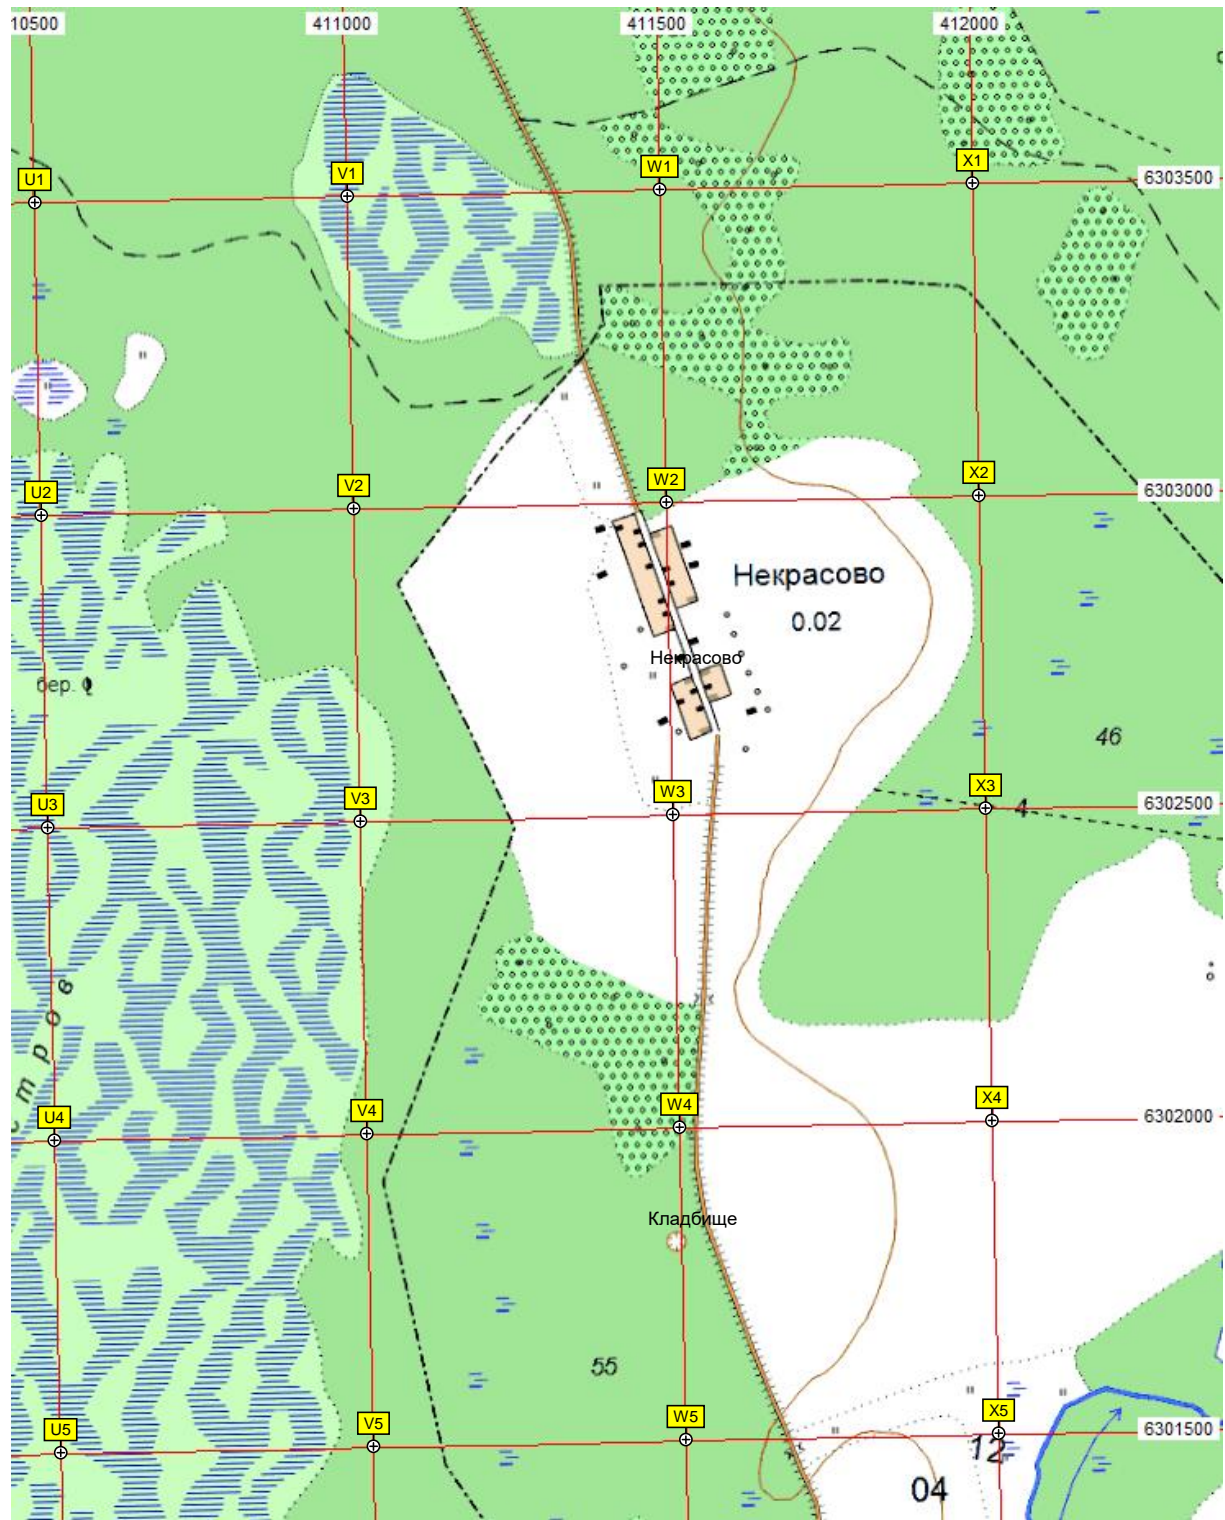 10500 411000 411500 412000
U1 V1 W1 X1 6303500
U2 V2 W2 X2 6303000
Некрасово
0.02
Некрасово
бер.
46
U3 V3 W3 X3 6302500
4
с т р о в
U4 V4 W4 X4 6302000
Кладбище
55
U5 V5 W5 X5 6301500
12
04